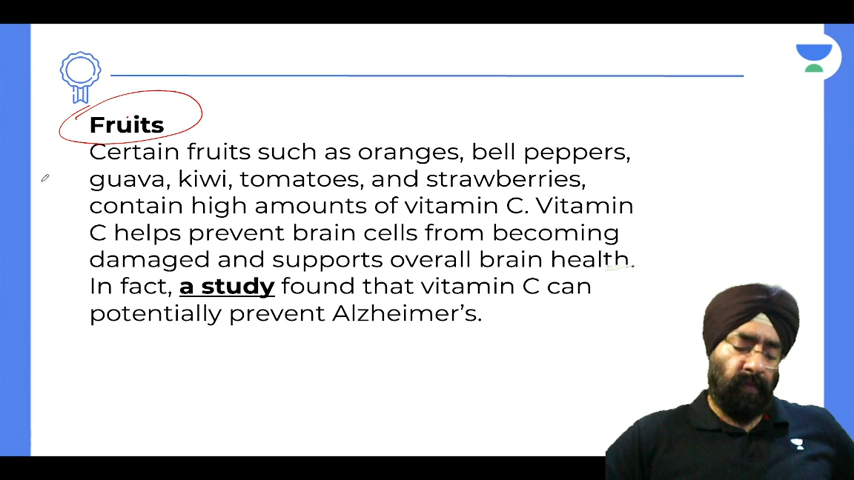 Fruits
Certain fruits such as oranges, bell peppers,
guava, kiwi, tomatoes, and strawberries,
contain high amounts of vitamin C. Vitamin
C helps prevent brain cells from becoming
damaged and supports overall brain health.
In fact, a study found that vitamin C can
potentially prevent Alzheimer’s.